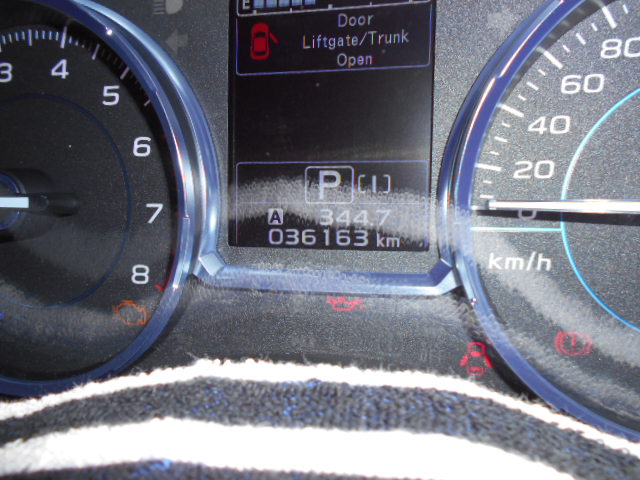 E
Door
Liftgate/Trunk
Open
3 4 5 6 7 8
P [I]
A 344.7
036163 km
80
60
40
20
0
km/h